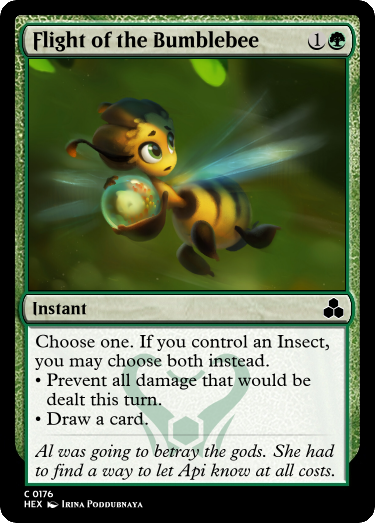 Flight of the Bumblebee 1
Instant
Choose one. If you control an Insect,
you may choose both instead.
• Prevent all damage that would be
dealt this turn.
• Draw a card.
Al was going to betray the gods. She had
to find a way to let Api know at all costs.
C 0176
HEX IRINA PODDUBNAYA